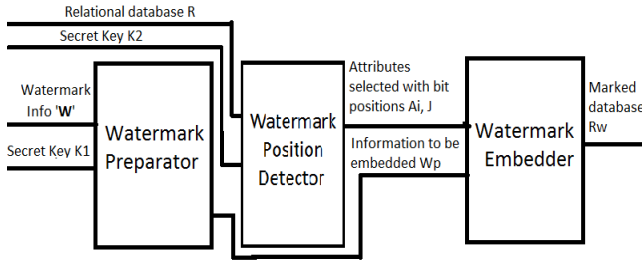 Relational database R
Secret Key K2
Watermark
Info 'W'
Secret Key K1
Watermark
Preparator
Watermark
Position
Detector
Attributes
selected with bit
positions Ai, J
Information to be
embedded Wp
Watermark
Embedder
Marked
database
Rw